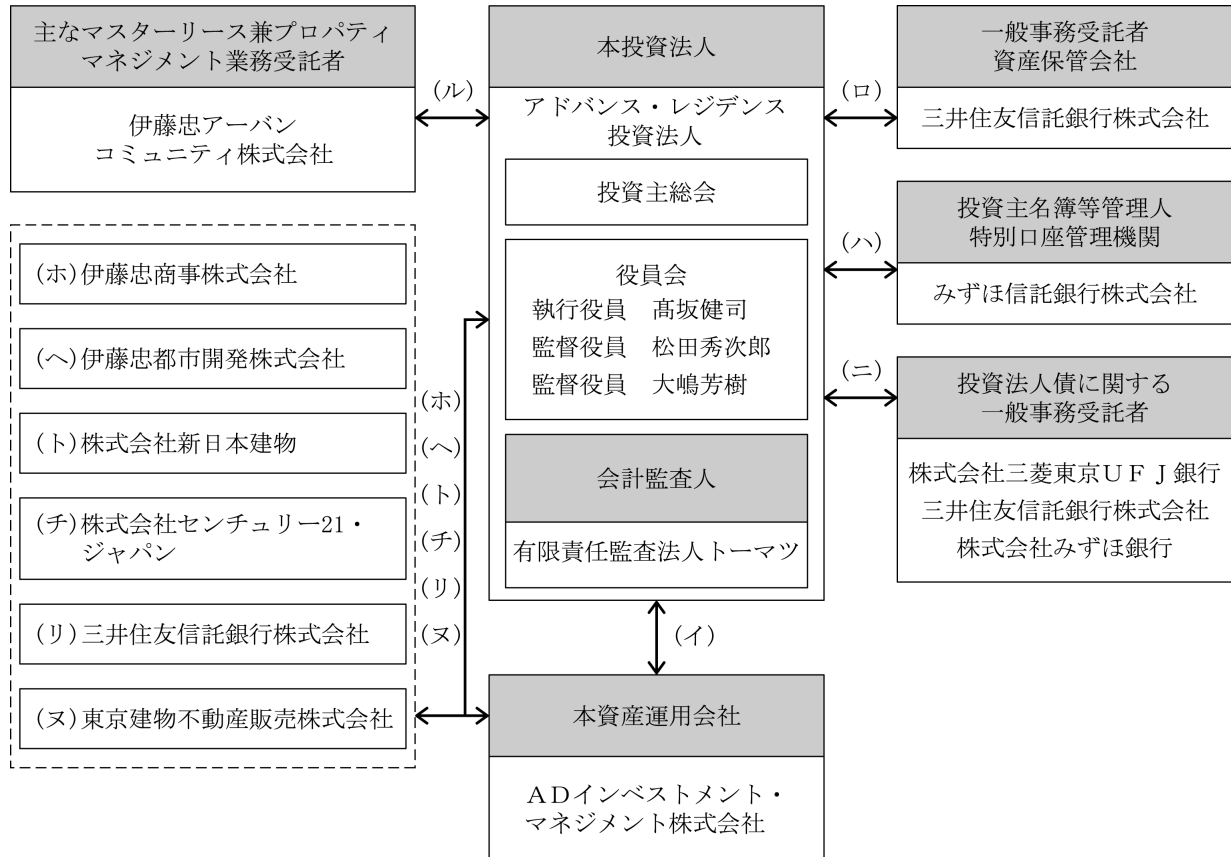 主なマスターリース兼プロパティ
マネジメント業務受託者
伊藤忠アーバン
コミュニティ株式会社
(ル)
本投資法人
アドバンス・レジデンス
投資法人
投資主総会
役員会
執行役員 髙坂健司
監督役員 松田秀次郎
監督役員 大嶋芳樹
会計監査人
有限責任監査法人トーマツ
(ロ)
一般事務受託者
資産保管会社
三井住友信託銀行株式会社
(ハ)
投資主名簿等管理人
特別口座管理機関
みずほ信託銀行株式会社
(ニ)
投資法人債に関する
一般事務受託者
株式会社三菱東京UFJ銀行
三井住友信託銀行株式会社
株式会社みずほ銀行
(ホ)伊藤忠商事株式会社
(ヘ)伊藤忠都市開発株式会社
(ト)株式会社新日本建物
(チ)株式会社センチュリー21・
ジャパン
(リ)三井住友信託銀行株式会社
(ヌ)東京建物不動産販売株式会社
(ホ)
(ヘ)
(ト)
(チ)
(リ)
(ヌ)
(イ)
本資産運用会社
ADインベストメント・
マネジメント株式会社